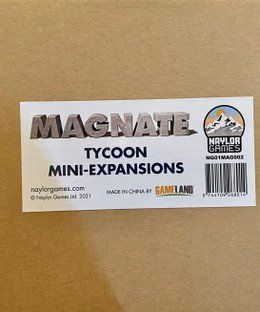 MAGNATE
TYCOON
MINI-EXPANSIONS
NAYLOR
GAMES
NG01MAG002
naylorgames.com
© Naylor Games Ltd. 2021
MADE IN CHINA BY GAMELAND